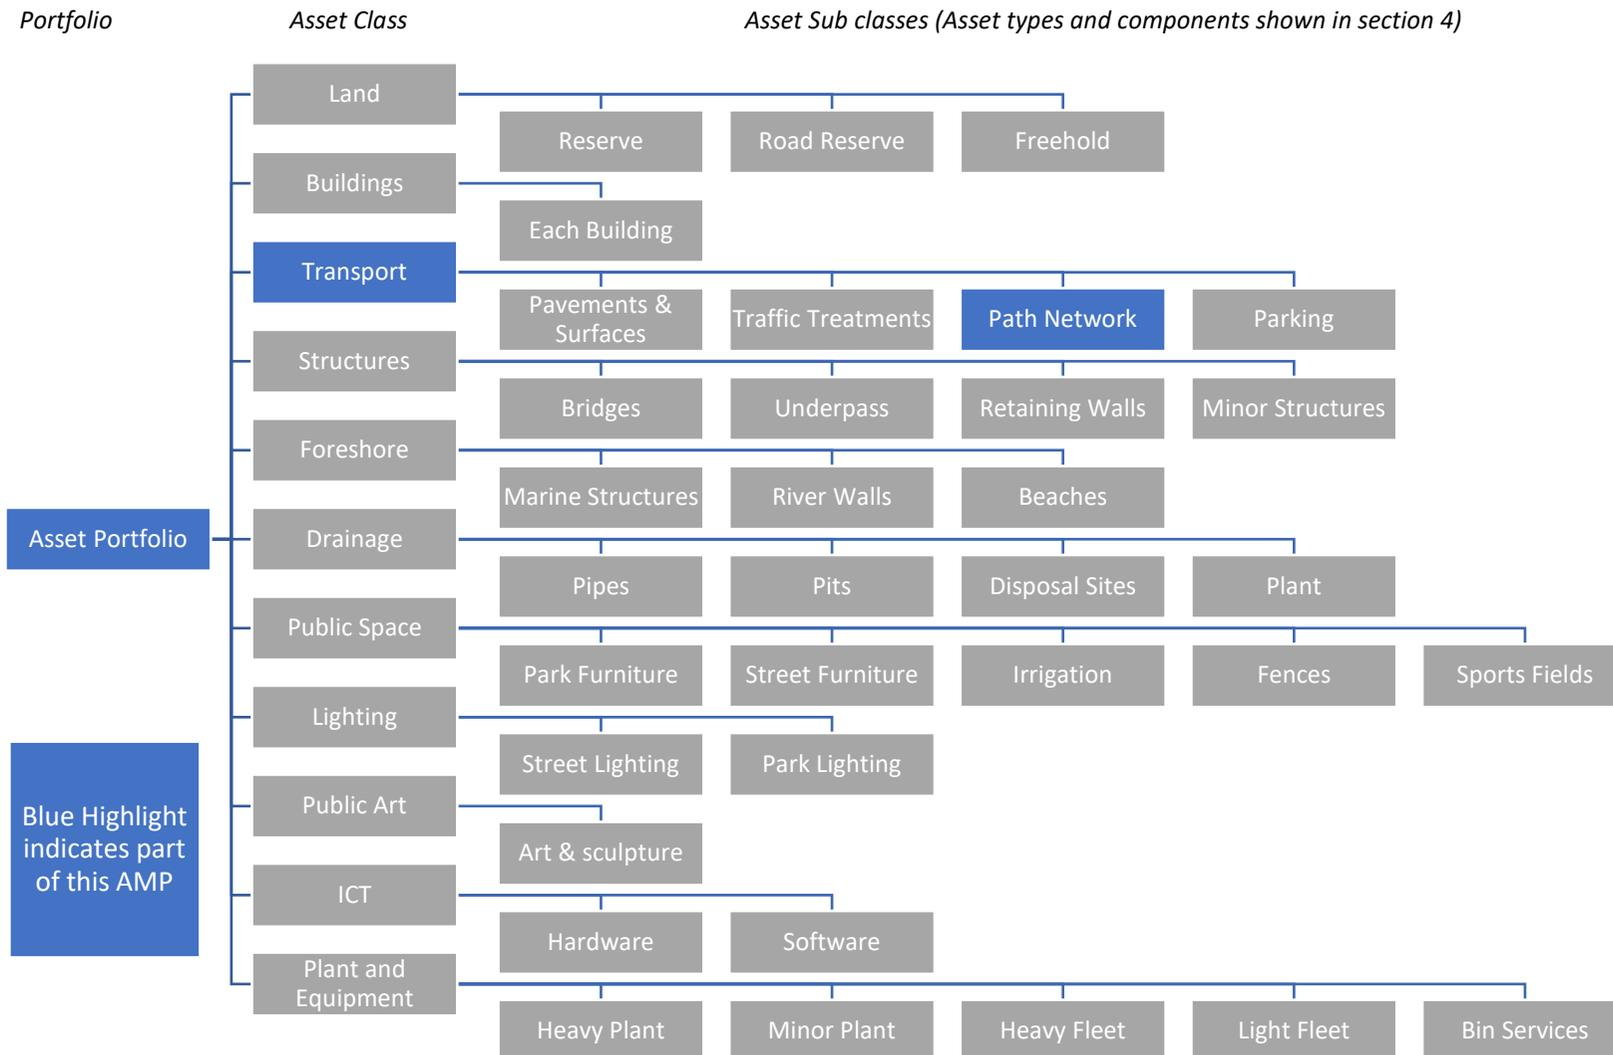 Portfolio
Asset Class
Asset Sub classes (Asset types and components shown in section 4)
Land
Reserve
Road Reserve
Freehold
Buildings
Each Building
Transport
Pavements &
Surfaces
Traffic Treatments
Path Network
Parking
Structures
Bridges
Underpass
Retaining Walls
Minor Structures
Foreshore
Marine Structures
River Walls
Beaches
Asset Portfolio
Drainage
Pipes
Pits
Disposal Sites
Plant
Public Space
Park Furniture
Street Furniture
Irrigation
Fences
Sports Fields
Lighting
Street Lighting
Park Lighting
Blue Highlight
indicates part
of this AMP
Public Art
Art & sculpture
ICT
Hardware
Software
Plant and
Equipment
Heavy Plant
Minor Plant
Heavy Fleet
Light Fleet
Bin Services